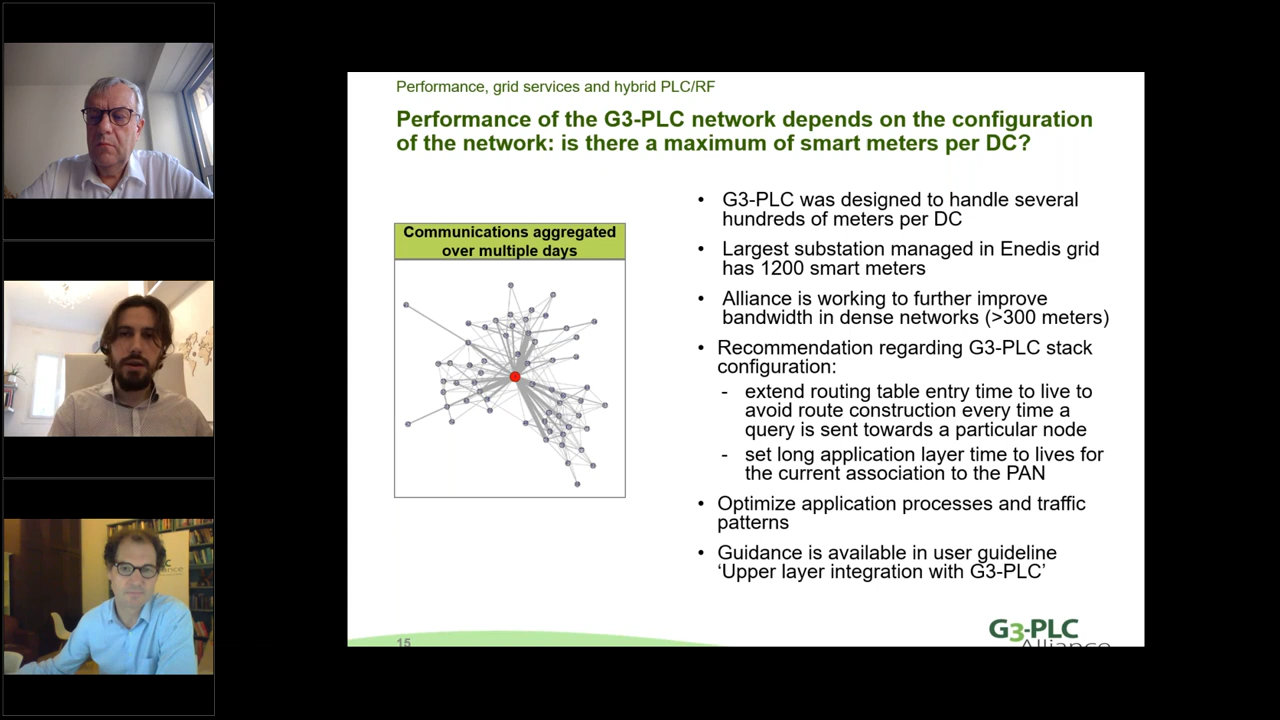 Performance, grid services and hybrid PLC/RF
Performance of the G3-PLC network depends on the configuration
of the network: is there a maximum of smart meters per DC?
Communications aggregated
over multiple days
• G3-PLC was designed to handle several
hundreds of meters per DC
• Largest substation managed in Enedis grid
has 1200 smart meters
• Alliance is working to further improve
bandwidth in dense networks (>300 meters)
• Recommendation regarding G3-PLC stack
configuration:
- extend routing table entry time to live to
avoid route construction every time a
query is sent towards a particular node
- set long application layer time to lives for
the current association to the PAN
• Optimize application processes and traffic
patterns
• Guidance is available in user guideline
‘Upper layer integration with G3-PLC’
15
G3-PLC
Alliance